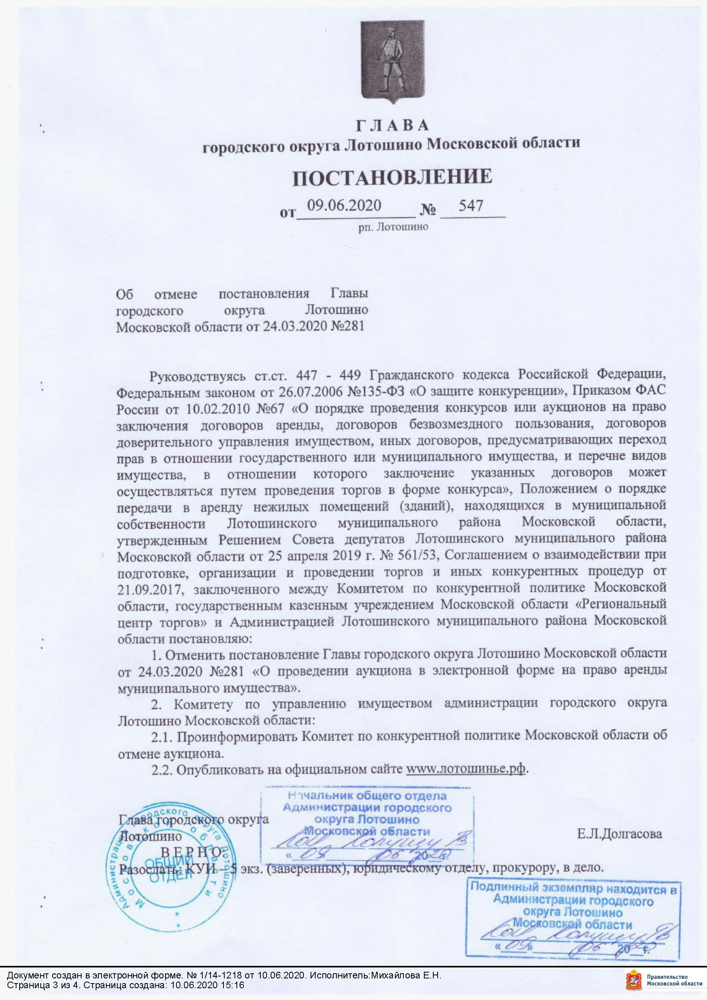 ГЛАВА
городского округа Лотошино Московской области
ПОСТАНОВЛЕНИЕ
от 09.06.2020 № 547
рп. Лотошино
Об отмене постановления Главы
городского округа Лотошино
Московской области от 24.03.2020 №281
Руководствуясь ст.ст. 447 - 449 Гражданского кодекса Российской Федерации,
Федеральным законом от 26.07.2006 №135-ФЗ «О защите конкуренции», Приказом ФАС
России от 10.02.2010 №67 «О порядке проведения конкурсов или аукционов на право
заключения договоров аренды, договоров безвозмездного пользования, договоров
доверительного управления имуществом, иных договоров, предусматривающих переход
прав в отношении государственного или муниципального имущества, и перечне видов
имущества, в отношении которого заключение указанных договоров может
осуществляться путем проведения торгов в форме конкурса», Положением о порядке
передачи в аренду нежилых помещений (зданий), находящихся в муниципальной
собственности Лотошинского муниципального района Московской области,
утвержденным Решением Совета депутатов Лотошинского муниципального района
Московской области от 25 апреля 2019 г. № 561/53, Соглашением о взаимодействии при
подготовке, организации и проведении торгов и иных конкурентных процедур от
21.09.2017, заключенного между Комитетом по конкурентной политике Московской
области, государственным казенным учреждением Московской области «Региональный
центр торгов» и Администрацией Лотошинского муниципального района Московской
области постановляю:
1. Отменить постановление Главы городского округа Лотошино Московской области
от 24.03.2020 №281 «О проведении аукциона в электронной форме на право аренды
муниципального имущества».
2. Комитету по управлению имуществом администрации городского округа
Лотошино Московской области:
2.1. Проинформировать Комитет по конкурентной политике Московской области об
отмене аукциона.
2.2. Опубликовать на официальном сайте www.лотошинье.рф.
Начальник общего отдела
Администрации городского
округа Лотошино
Московской области
«09» 06 2020 г.
Глава городского округа
Лотошино
Е.Л.Долгасова
ВЕРНО:
Разослать: КУИ – 5 экз. (заверенных), юридическому отделу, прокурору, в дело.
Администрация городского округа Лотошино
Московской области
ОБЩИЙ
ОТДЕЛ
Подлинный экземпляр находится в
Администрации городского
округа Лотошино
Московской области
«09» 06 2020 г.
Документ создан в электронной форме. № 1/14-1218 от 10.06.2020. Исполнитель:Михайлова Е.Н.
Страница 3 из 4. Страница создана: 10.06.2020 15:16
Правительство
Московской области